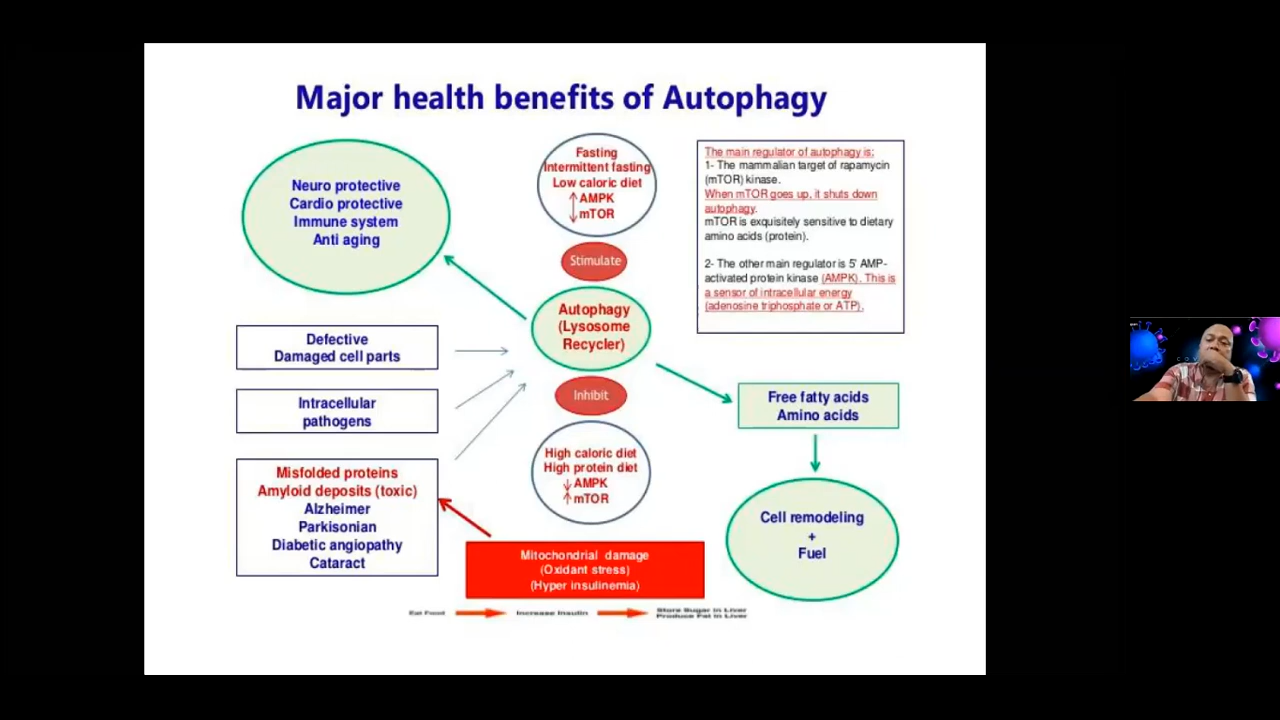 Major health benefits of Autophagy
Neuro protective
Cardio protective
Immune system
Anti aging
Fasting
Intermittent fasting
Low caloric diet
↑ AMPK
↓ mTOR
Stimulate
Autophagy
(Lysosome
Recycler)
Inhibit
High caloric diet
High protein diet
↓ AMPK
↑ mTOR
The main regulator of autophagy is:
1- The mammalian target of rapamycin
(mTOR) kinase.
When mTOR goes up, it shuts down
autophagy.
mTOR is exquisitely sensitive to dietary
amino acids (protein).
2- The other main regulator is 5' AMP-
activated protein kinase (AMPK). This is
a sensor of intracellular energy
(adenosine triphosphate or ATP).
Defective
Damaged cell parts
Intracellular
pathogens
Misfolded proteins
Amyloid deposits (toxic)
Alzheimer
Parkisonian
Diabetic angiopathy
Cataract
Free fatty acids
Amino acids
Cell remodeling
+
Fuel
Mitochondrial damage
(Oxidant stress)
(Hyper insulinemia)
Eat Food
Increase Insulin
Store Sugar in Liver
Produce Fat in Liver